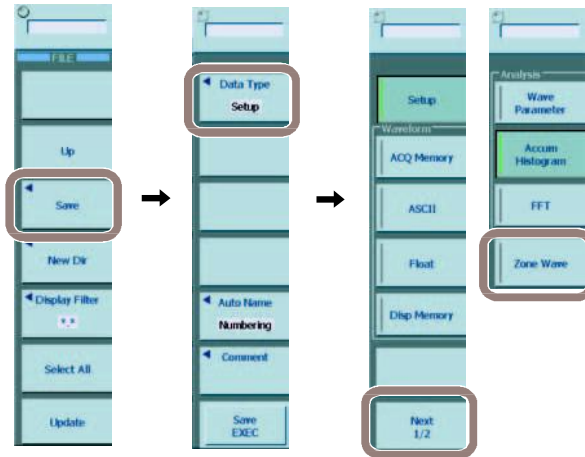 FILE
Up
Save
New Dir
Display Filter
*.*
Select All
Update
Data Type
Setup
Auto Name
Numbering
Comment
Save
EXEC
Setup
Waveform
ACQ Memory
ASCII
Float
Disp Memory
Next
1/2
Analysis
Wave
Parameter
Accum
Histogram
FFT
Zone Wave